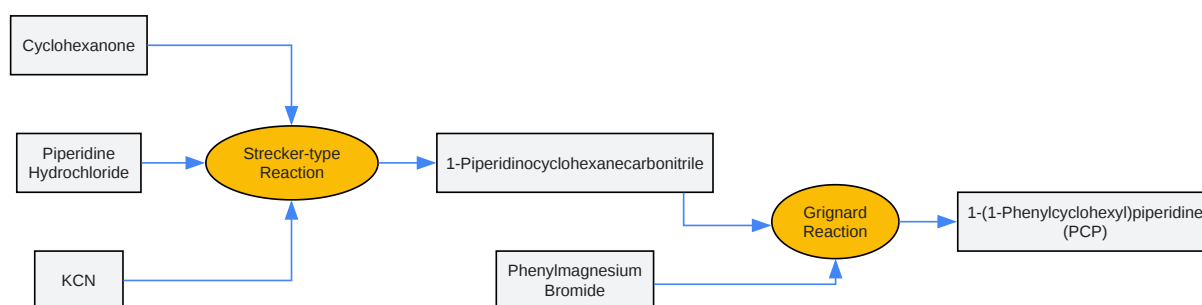 Cyclohexanone
Piperidine
Hydrochloride
Strecker-type
Reaction
1-Piperidinocyclohexanecarbonitrile
KCN
Phenylmagnesium
Bromide
Grignard
Reaction
1-(1-Phenylcyclohexyl)piperidine
(PCP)